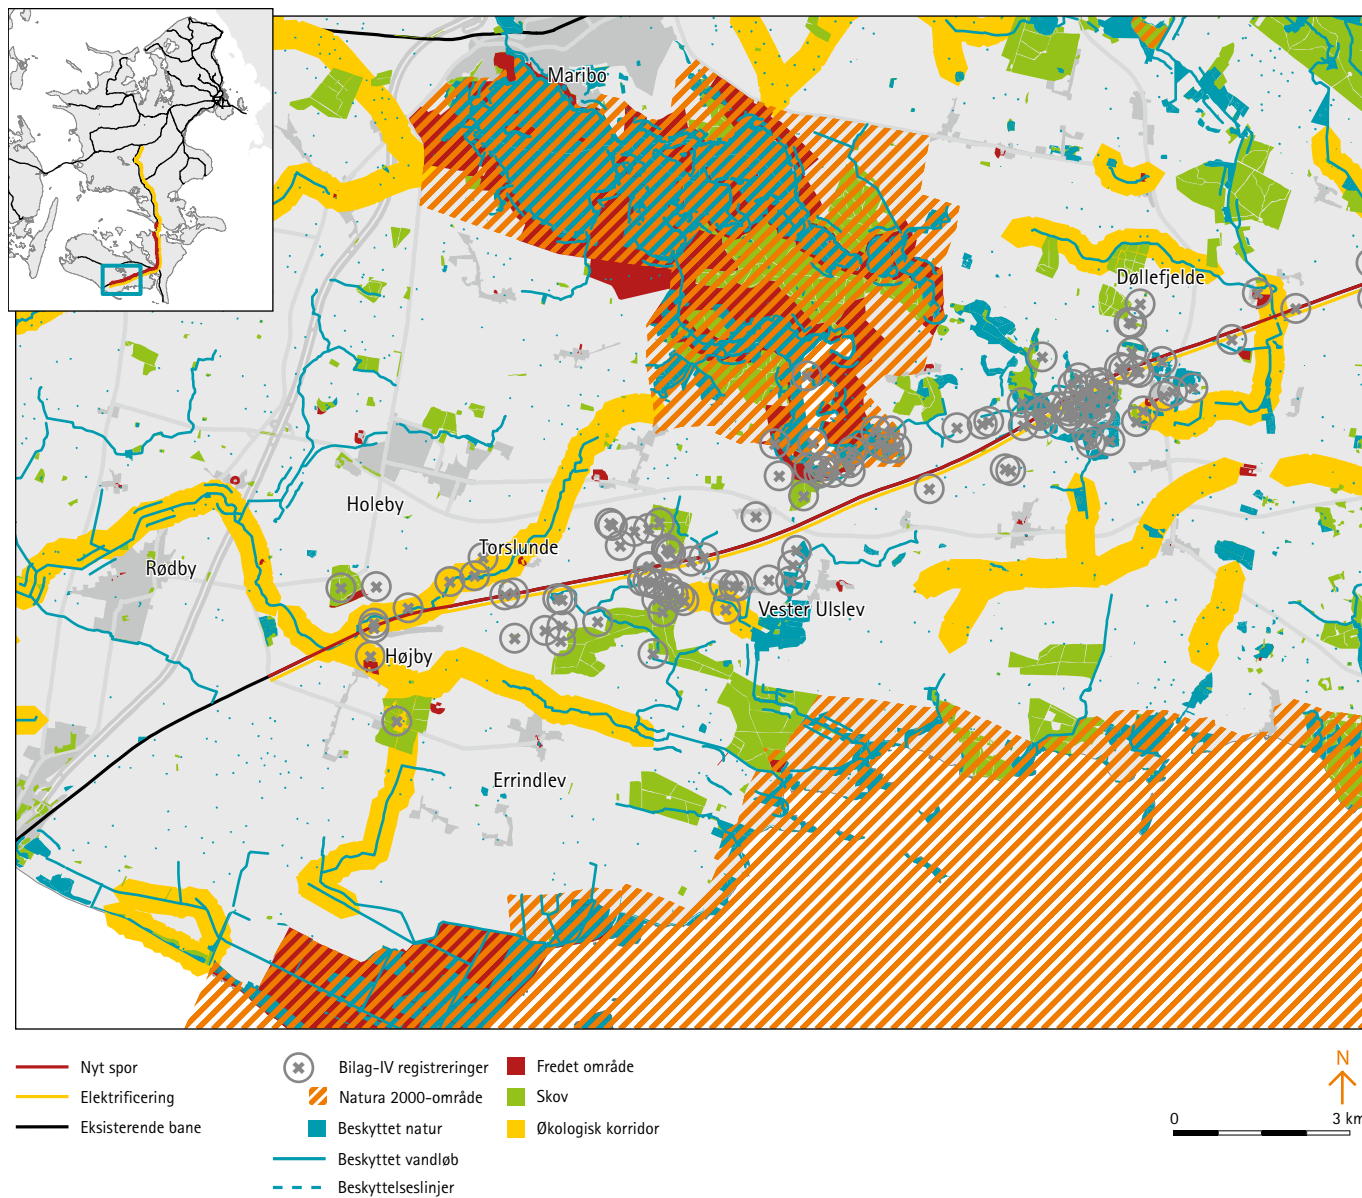 Maribo
Døllefjelde
Holeby
Torslunde
Rødby
Vester Ulslev
Højby
Errindlev
Nyt spor
Elektrificering
Eksisterende bane
Bilag-IV registreringer
Natura 2000-område
Beskyttet natur
Beskyttet vandløb
Beskyttelseslinjer
Fredet område
Skov
Økologisk korridor
N
0 3 km